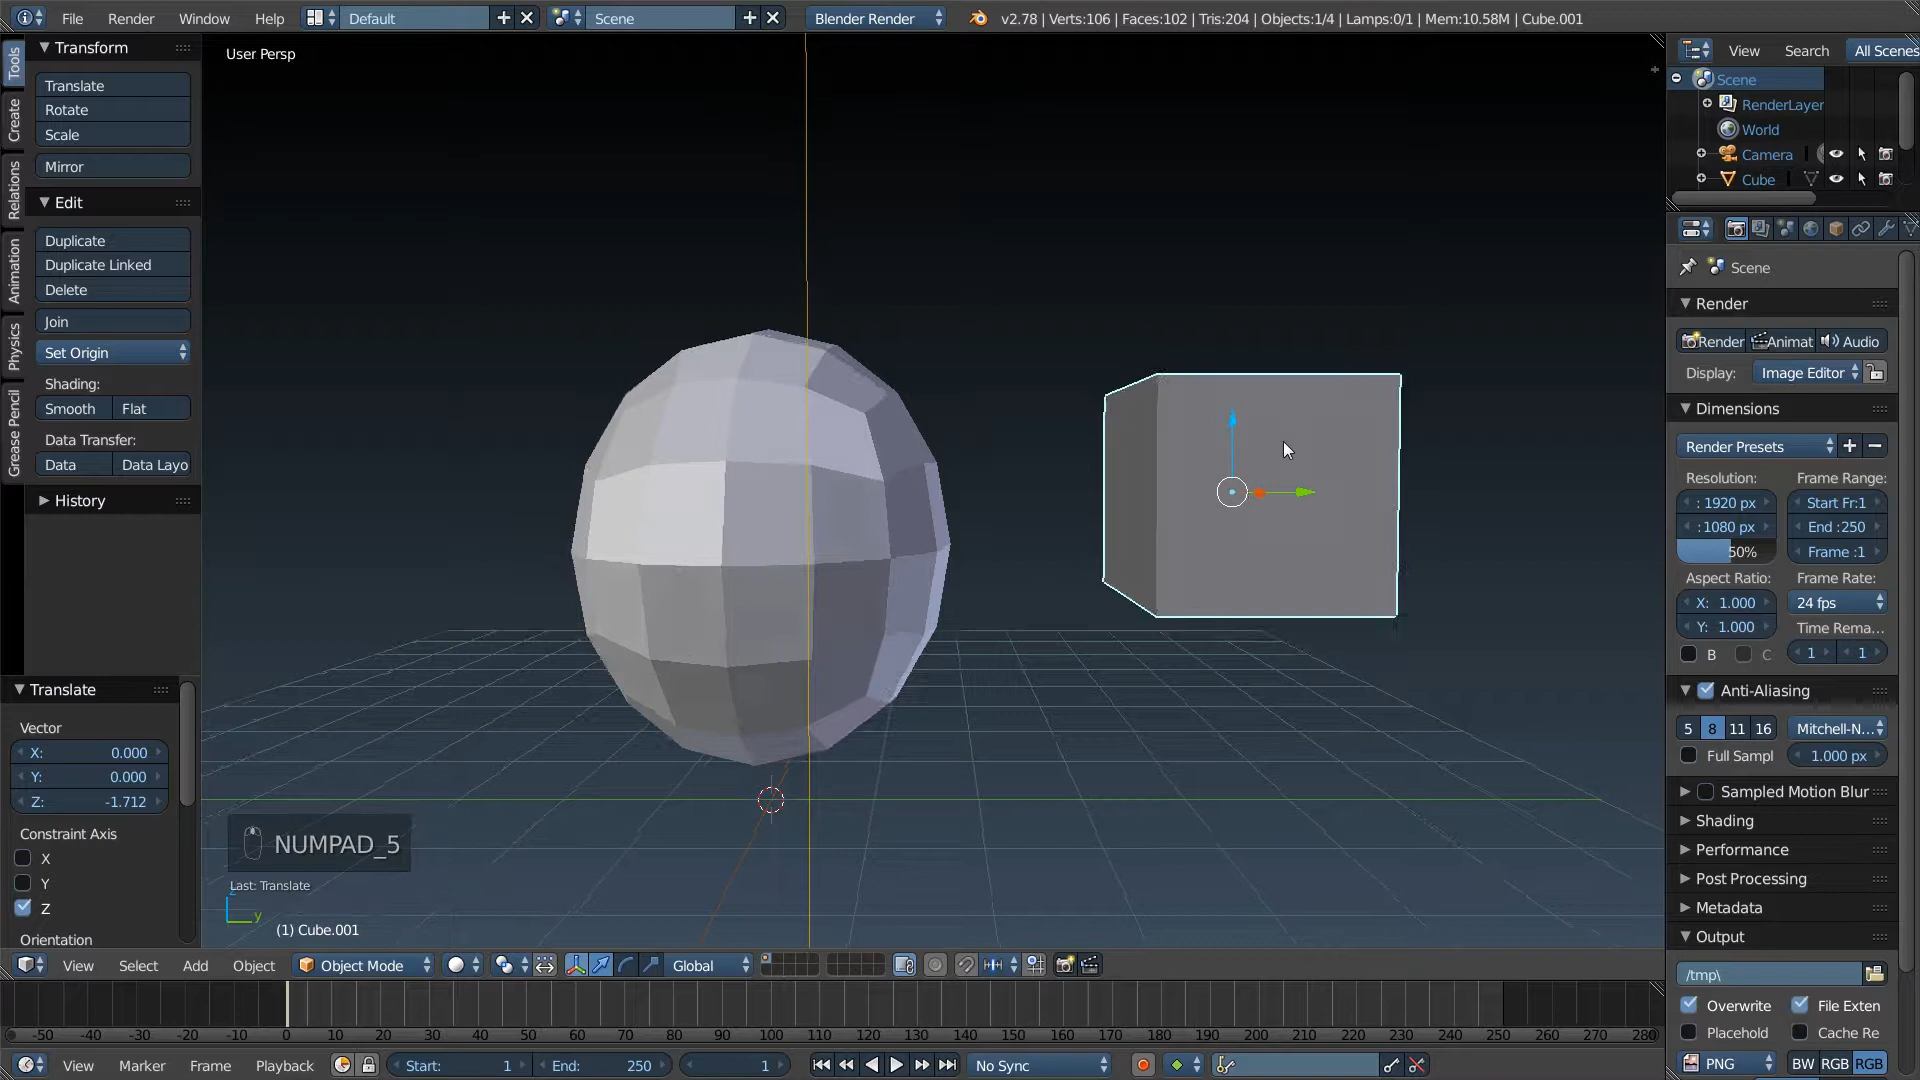 File Render Window Help Default Scene Blender Render v2.78 | Verts:106 | Faces:102 | Tris:204 | Objects:1/4 | Lamps:0/1 | Mem:10.58M | Cube.001
Tools
Create
Relations
Animation
Physics
Grease Pencil
Transform
Translate
Rotate
Scale
Mirror
Edit
Duplicate
Duplicate Linked
Delete
Join
Set Origin
Shading:
Smooth Flat
Data Transfer:
Data Data Layo
History
Translate
Vector
X: 0.000
Y: 0.000
Z: -1.712
Constraint Axis
X
Y
Z
Orientation
User Persp
NUMPAD_5
Last: Translate
z
y
(1) Cube.001
View Select Add Object Object Mode Global
-50 -40 -30 -20 -10 0 10 20 30 40 50 60 70 80 90 100 110 120 130 140 150 160 170 180 190 200 210 220 230 240 250 260 270 280
View Marker Frame Playback Start: 1 End: 250 1 No Sync
View Search All Scenes
Scene
RenderLayer
World
Camera
Cube
Scene
Render
Render Animat Audio
Display: Image Editor
Dimensions
Render Presets
Resolution: Frame Range:
: 1920 px Start Fr:1
: 1080 px End :250
50% Frame :1
Aspect Ratio: Frame Rate:
X: 1.000 24 fps
Y: 1.000 Time Rema...
B C 1 1
Anti-Aliasing
5 8 11 16 Mitchell-N...
Full Sampl 1.000 px
Sampled Motion Blur
Shading
Performance
Post Processing
Metadata
Output
/tmp\
Overwrite File Exten
Placehold Cache Re
PNG BW RGB RGB